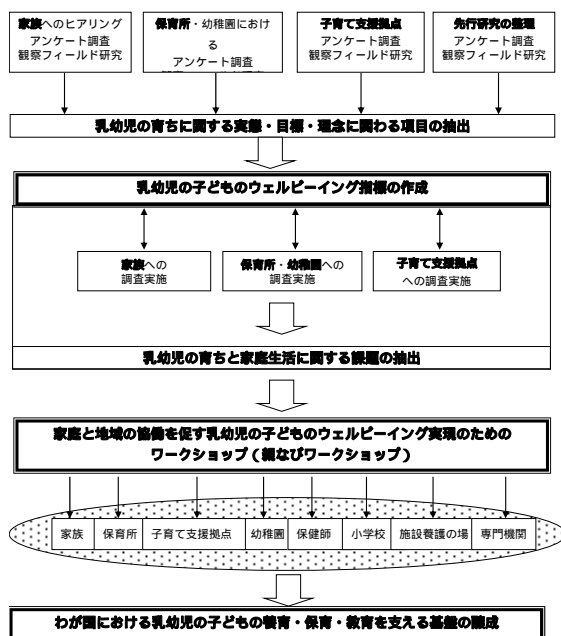 家族へのヒアリング
アンケート調査
観察フィールド研究
保育所・幼稚園におけ
る
アンケート調査
子育て支援拠点
アンケート調査
観察フィールド研究
先行研究の整理
アンケート調査
観察フィールド研究
乳幼児の育ちに関する実態・目標・理念に関わる項目の抽出
乳幼児の子どものウェルビーイング指標の作成
家族への
調査実施
保育所・幼稚園への
調査実施
子育て支援拠点
への調査実施
乳幼児の育ちと家庭生活に関する課題の抽出
家庭と地域の協働を促す乳幼児の子どものウェルビーイング実現のための
ワークショップ(親なびワークショップ)
家族
保育所
子育て支援拠点
幼稚園
保健師
小学校
施設養護の場
専門機関
わが国における乳幼児の子どもの養育・保育・教育を支える基盤の醸成